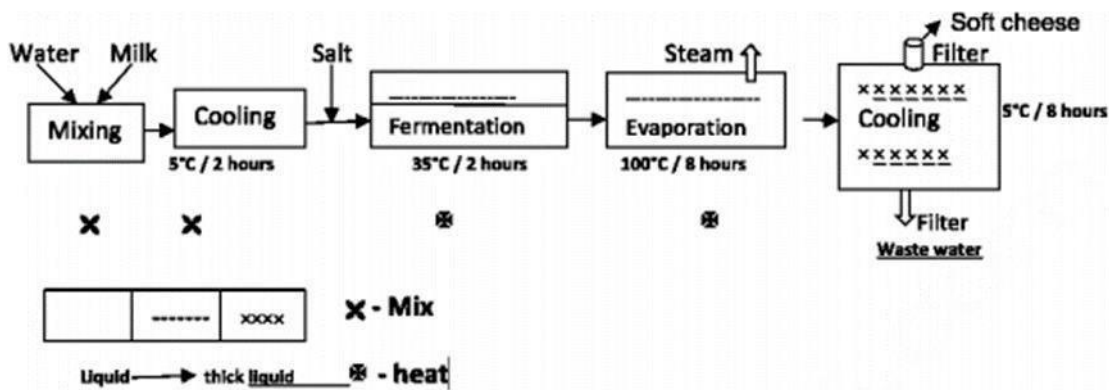 Soft cheese
Water Milk Salt Steam Filter
Mixing
Cooling
Fermentation
Evaporation
Cooling
5°C / 2 hours
35°C / 2 hours
100°C / 8 hours
5°C / 8 hours
Filter
Waste water
xxxx
- Mix
Liquid thick liquid
- heat